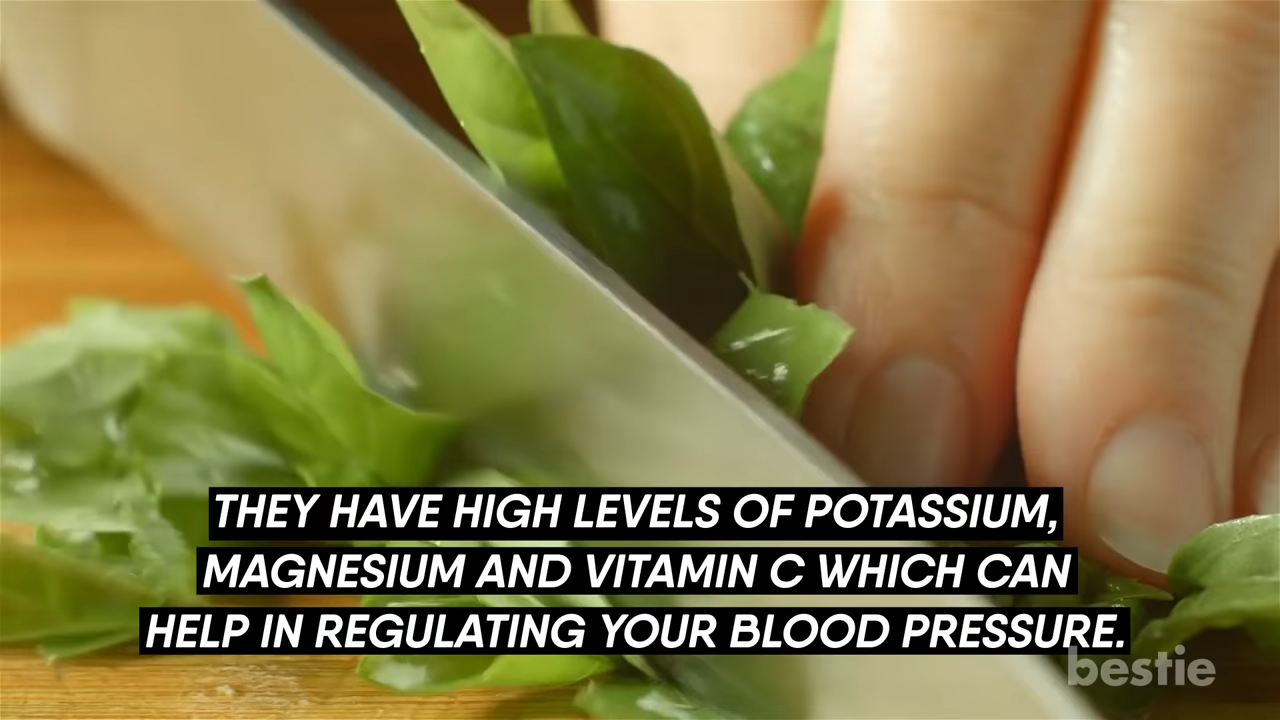 THEY HAVE HIGH LEVELS OF POTASSIUM,
MAGNESIUM AND VITAMIN C WHICH CAN
HELP IN REGULATING YOUR BLOOD PRESSURE.
bestie